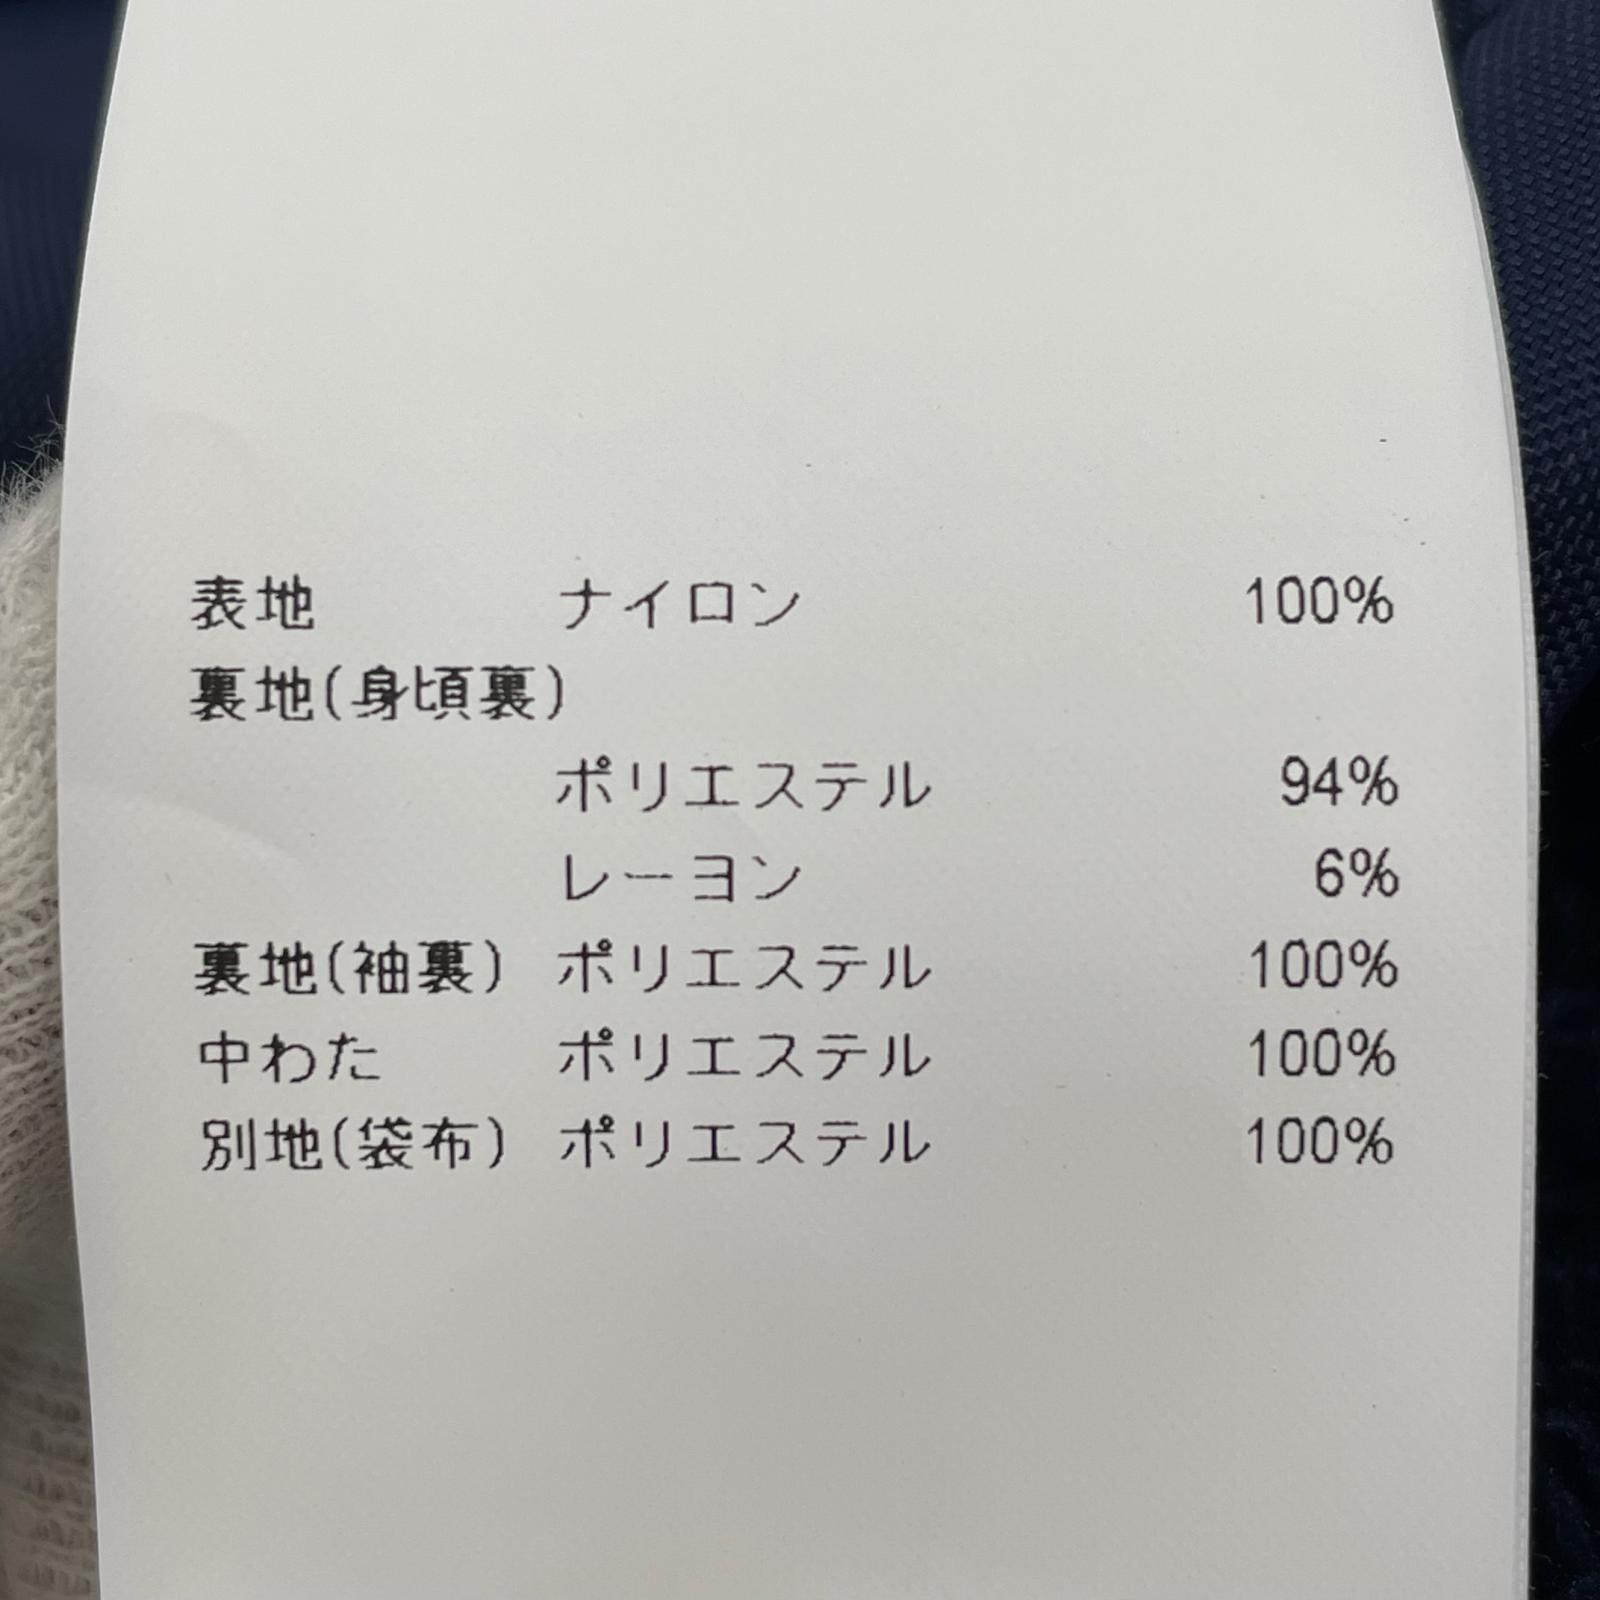 表地 ナイロン 100%
裏地(身頃裏)
ポリエステル 94%
レーヨン 6%
裏地(袖裏) ポリエステル 100%
中わた ポリエステル 100%
別地(袋布) ポリエステル 100%